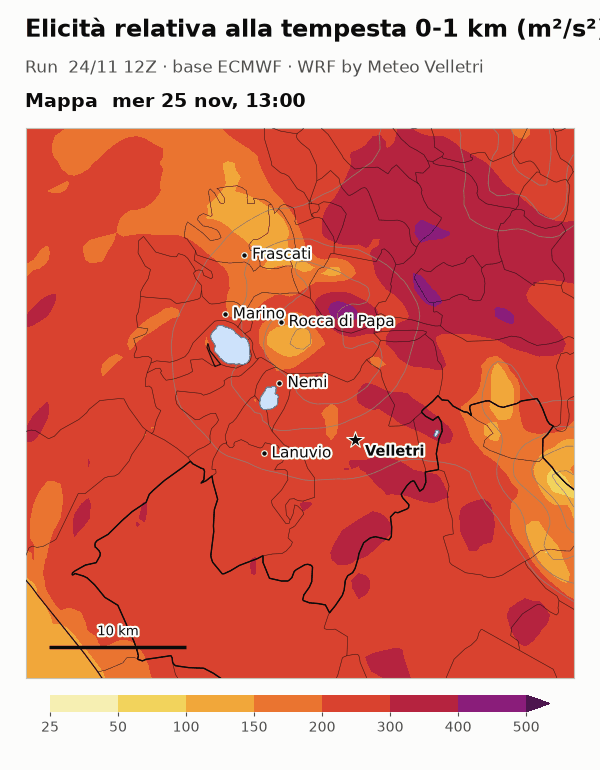 Elicità relativa alla tempesta 0-1 km (m²/s²)
Run  24/11 12Z · base ECMWF · WRF by Meteo Velletri
Mappa  mer 25 nov, 13:00
Frascati
Marino
Rocca di Papa
Nemi
Velletri
Lanuvio
10 km
25 50 100 150 200 300 400 500